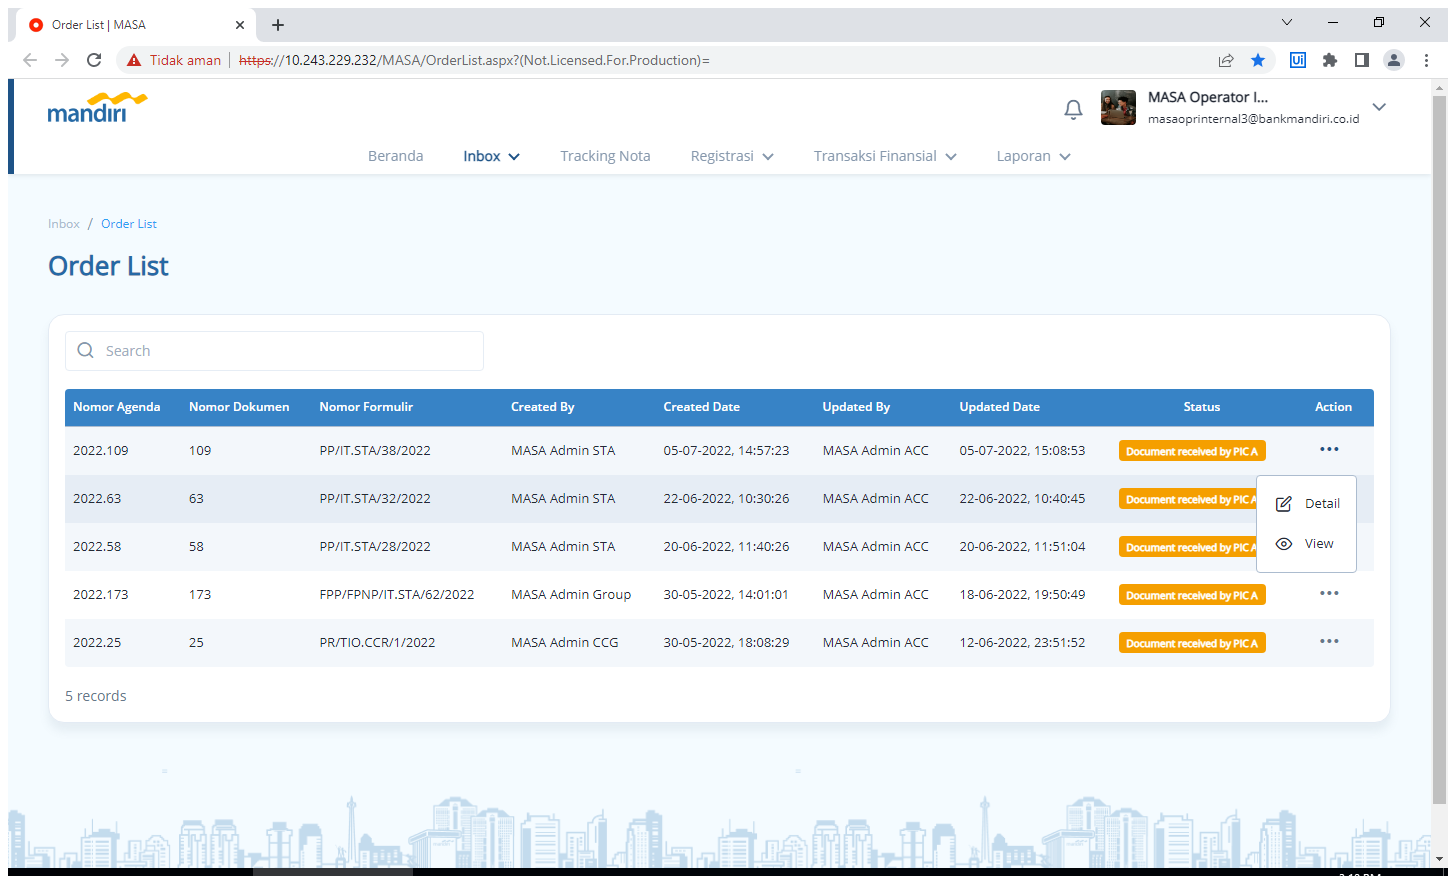 Order List | MASA
Tidak aman https://10.243.229.232/MASA/OrderList.aspx?(Not.Licensed.For.Production)=
Ui
mandiri
MASA Operator I...
masaoprinternal3@bankmandiri.co.id
Beranda Inbox Tracking Nota Registrasi Transaksi Finansial Laporan
Inbox / Order List
Order List
Search
Nomor Agenda Nomor Dokumen Nomor Formulir Created By Created Date Updated By Updated Date Status Action
2022.109 109 PP/IT.STA/38/2022 MASA Admin STA 05-07-2022, 14:57:23 MASA Admin ACC 05-07-2022, 15:08:53 Document received by PIC A
2022.63 63 PP/IT.STA/32/2022 MASA Admin STA 22-06-2022, 10:30:26 MASA Admin ACC 22-06-2022, 10:40:45 Document received by PIC A
Detail
2022.58 58 PP/IT.STA/28/2022 MASA Admin STA 20-06-2022, 11:40:26 MASA Admin ACC 20-06-2022, 11:51:04 Document received by PIC A
View
2022.173 173 FPP/FPNP/IT.STA/62/2022 MASA Admin Group 30-05-2022, 14:01:01 MASA Admin ACC 18-06-2022, 19:50:49 Document received by PIC A
2022.25 25 PR/TIO.CCR/1/2022 MASA Admin CCG 30-05-2022, 18:08:29 MASA Admin ACC 12-06-2022, 23:51:52 Document received by PIC A
5 records